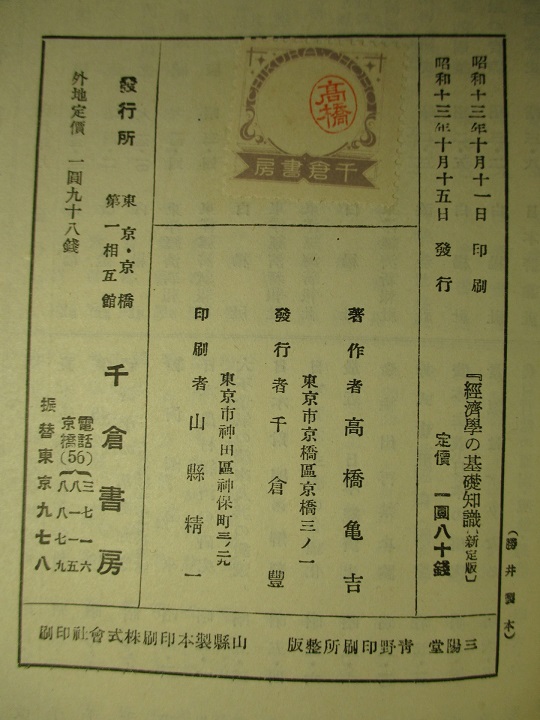 昭和十三年十月十一日 印刷
昭和十三年十月十五日 發行
『經濟學の基礎知識』〔新定版〕
定價 一圓八十錢
高橋
千倉書房
著作者 高橋亀吉
東京市京橋區京橋三ノ一
發行者 千倉豊
東京市神田區神保町三ノ二九
印刷者 山縣精一
發行所
東京・京橋
第一相互館
千倉書房
電話京橋(56)
三七一六
八一一五
八八七九
振替東京九七八
外地定價 一圓九十八錢
三陽堂 青野印刷所整版 山縣製本印刷株式會社印刷
(勝井製本)